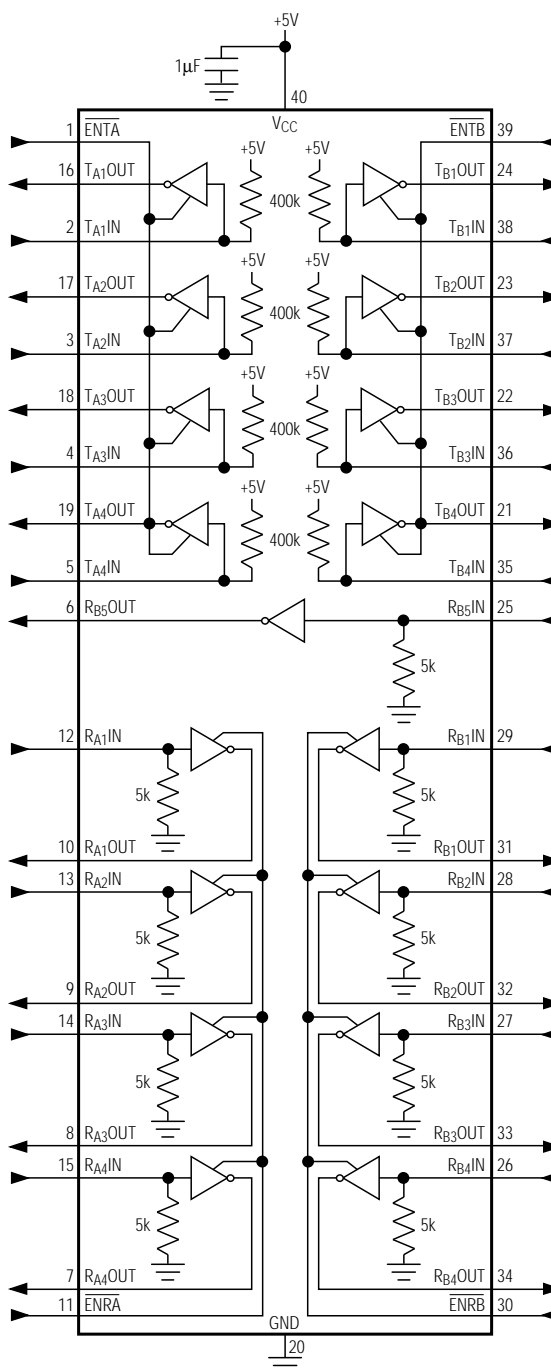 +5V
1µF
40
VCC
1 ENTA ENTB 39
16 TA1OUT +5V +5V TB1OUT 24
400k
2 TA1IN TB1IN 38
+5V +5V
17 TA2OUT TB2OUT 23
400k
3 TA2IN TB2IN 37
+5V +5V
18 TA3OUT TB3OUT 22
400k
4 TA3IN TB3IN 36
+5V
19 TA4OUT TB4OUT 21
400k
5 TA4IN TB4IN 35
6 RB5OUT RB5IN 25
5k
12 RA1IN RB1IN 29
5k 5k
10 RA1OUT RB1OUT 31
13 RA2IN RB2IN 28
5k 5k
9 RA2OUT RB2OUT 32
14 RA3IN RB3IN 27
5k 5k
8 RA3OUT RB3OUT 33
15 RA4IN RB4IN 26
5k 5k
7 RA4OUT RB4OUT 34
11 ENRA ENRB 30
GND
20